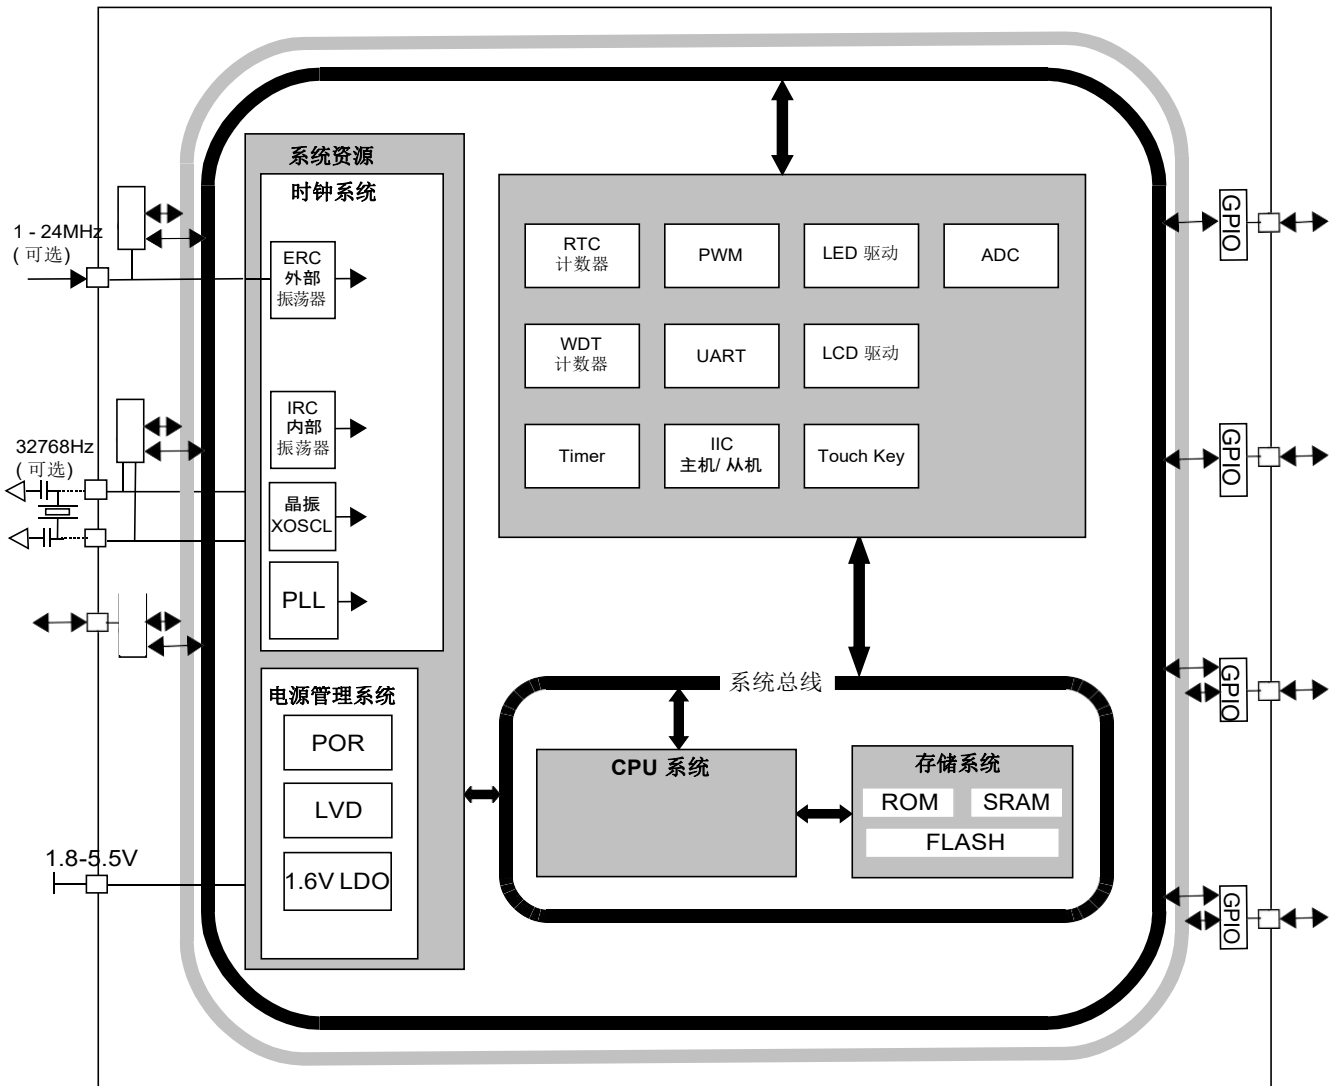 系统资源
时钟系统
1 - 24MHz
( 可选)
ERC
外部
振荡器
IRC
内部
振荡器
32768Hz
( 可选)
晶振
XOSCL
PLL
电源管理系统
POR
LVD
1.6V LDO
1.8-5.5V
RTC
计数器
PWM
LED 驱动
ADC
WDT
计数器
UART
LCD 驱动
Timer
IIC
主机/ 从机
Touch Key
系统总线
CPU 系统
存储系统
ROM
SRAM
FLASH
GPIO
GPIO
GPIO
GPIO